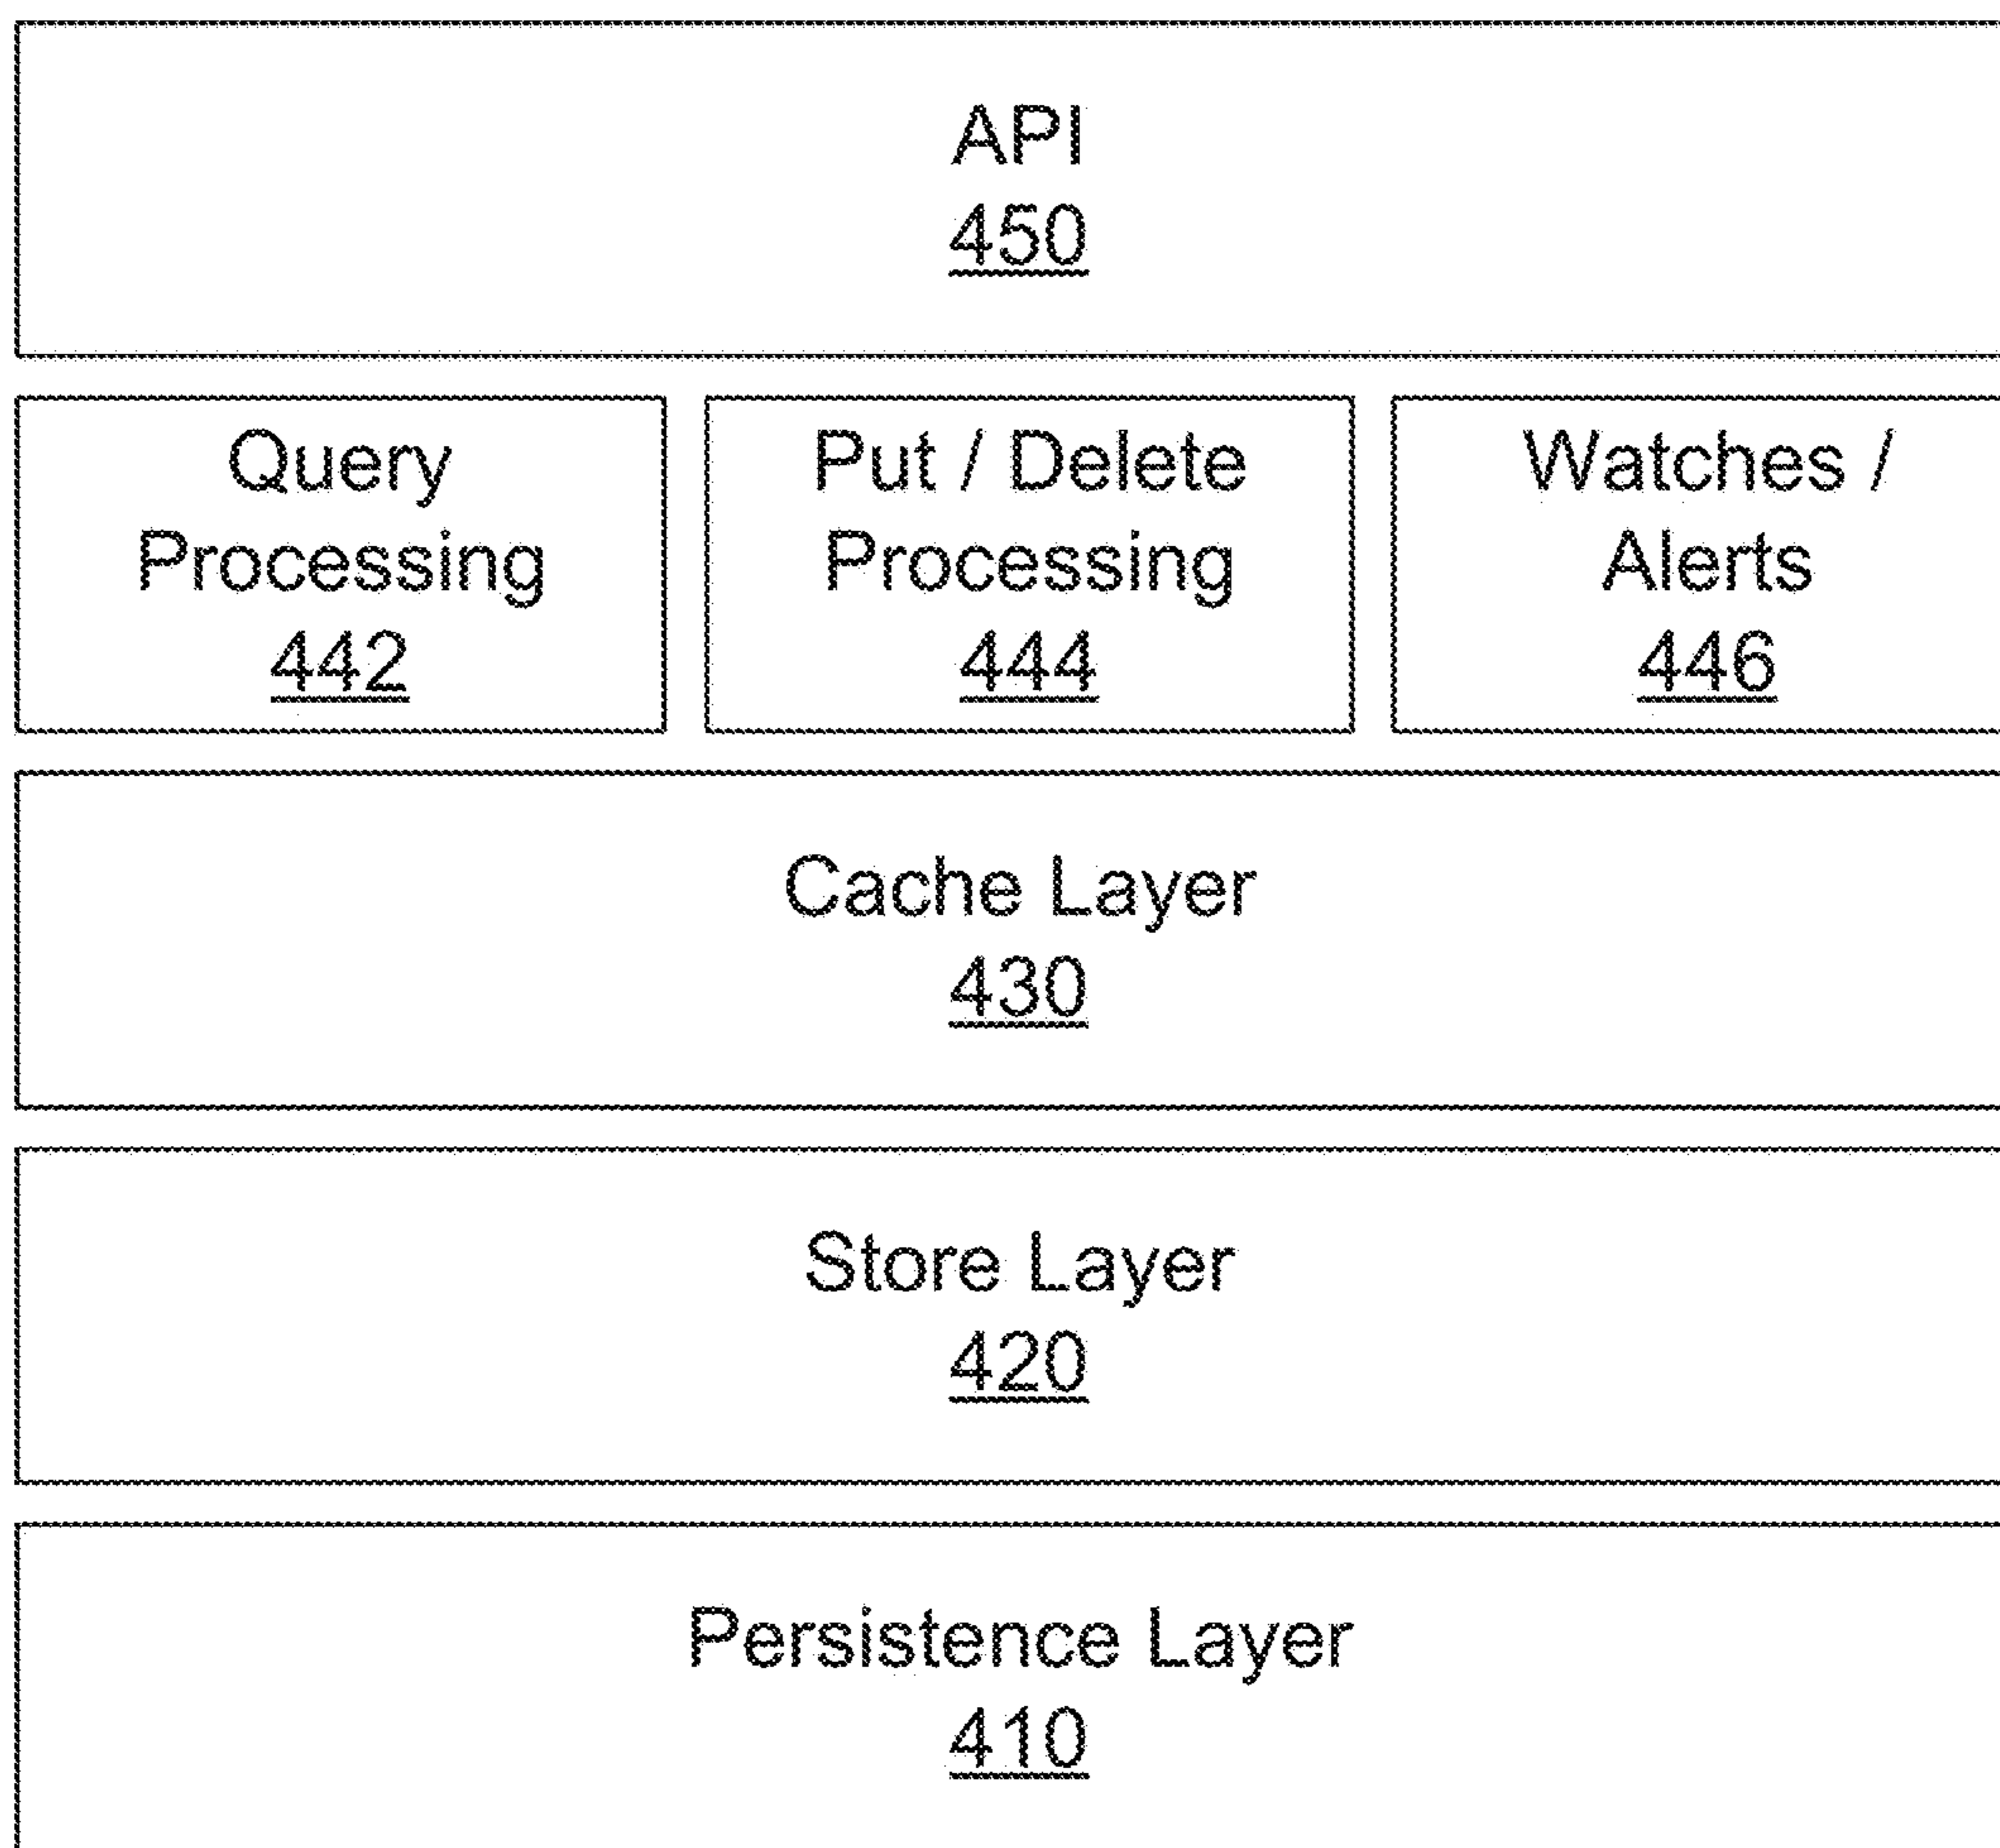 API
450
Query
Processing
442
Put / Delete
Processing
444
Watches /
Alerts
446
Cache Layer
430
Store Layer
420
Persistence Layer
410